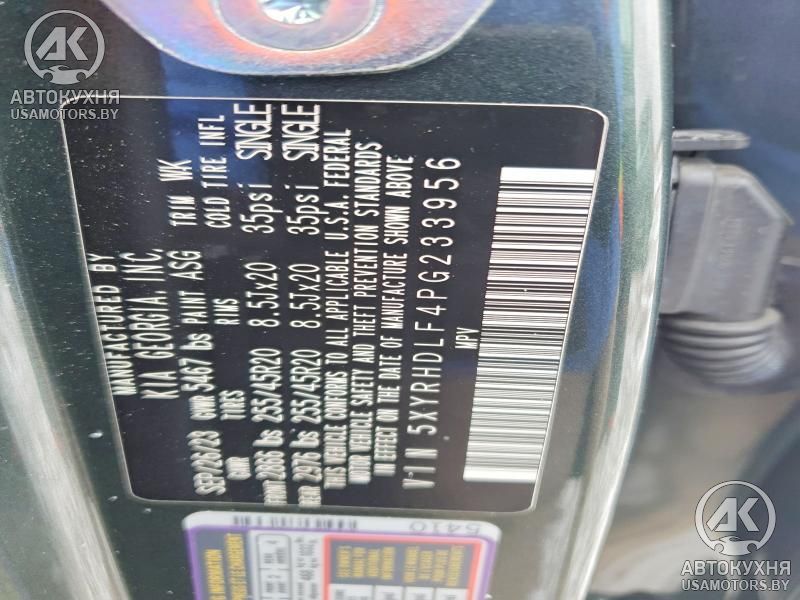 АВТОКУХНЯ
USAMOTORS.BY
MANUFACTURED BY
KIA GEORGIA INC.
SEP/26/23 GVWR 5467 lbs PAINT ASG TRIM WK
GAWR TIRES RIMS COLD TIRE INFL
2866 lbs 255/45R20 8.5Jx20 35psi SINGLE
2976 lbs 255/45R20 8.5Jx20 35psi SINGLE
THIS VEHICLE CONFORMS TO ALL APPLICABLE U.S.A. FEDERAL
MOTOR VEHICLE SAFETY AND THEFT PREVENTION STANDARDS
IN EFFECT ON THE DATE OF MANUFACTURE SHOWN ABOVE
VIN 5XYRHDLF4PG233956
MPV
5410
АВТОКУХНЯ
USAMOTORS.BY